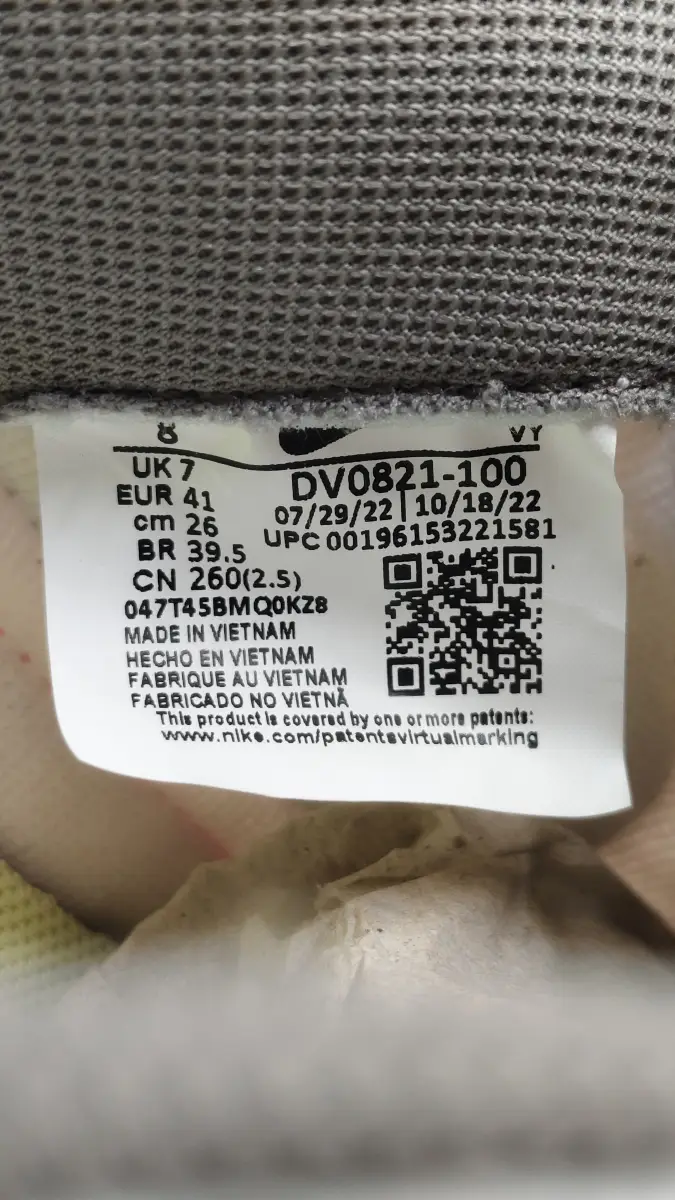 8
VY
UK 7
EUR 41
cm 26
BR 39.5
CN 260(2.5)
047T45BMQ0KZ8
DV0821-100
07/29/22 | 10/18/22
UPC 00196153221581
MADE IN VIETNAM
HECHO EN VIETNAM
FABRIQUE AU VIETNAM
FABRICADO NO VIETNÃ
This product is covered by one or more patents:
www.nike.com/patentsvirtualmarking